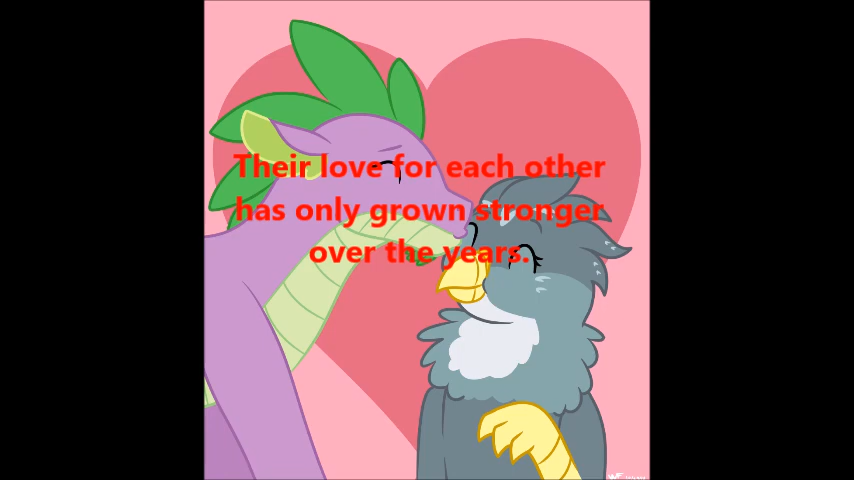 Their love for each other
has only grown stronger
over the years.